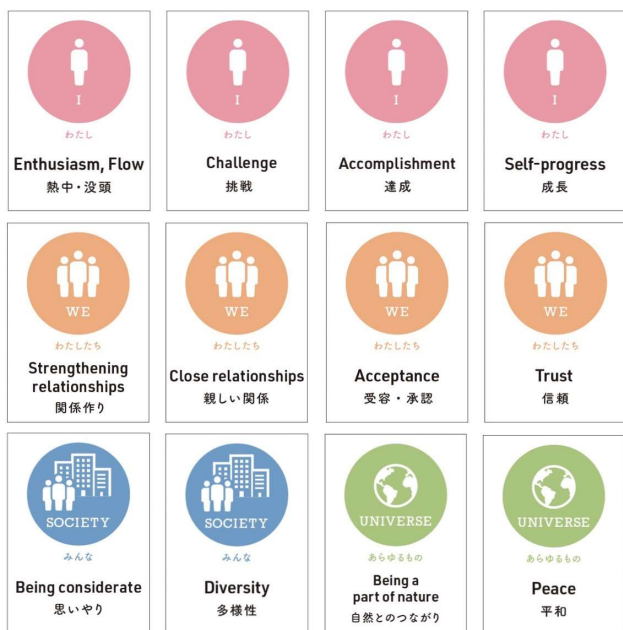 I
わたし
Enthusiasm, Flow
熱中・没頭
I
わたし
Challenge
挑戦
I
わたし
Accomplishment
達成
I
わたし
Self-progress
成長
WE
わたしたち
Strengthening
relationships
関係作り
WE
わたしたち
Close relationships
親しい関係
WE
わたしたち
Acceptance
受容・承認
WE
わたしたち
Trust
信頼
SOCIETY
みんな
Being considerate
思いやり
SOCIETY
みんな
Diversity
多様性
UNIVERSE
あらゆるもの
Being a
part of nature
自然とのつながり
UNIVERSE
あらゆるもの
Peace
平和